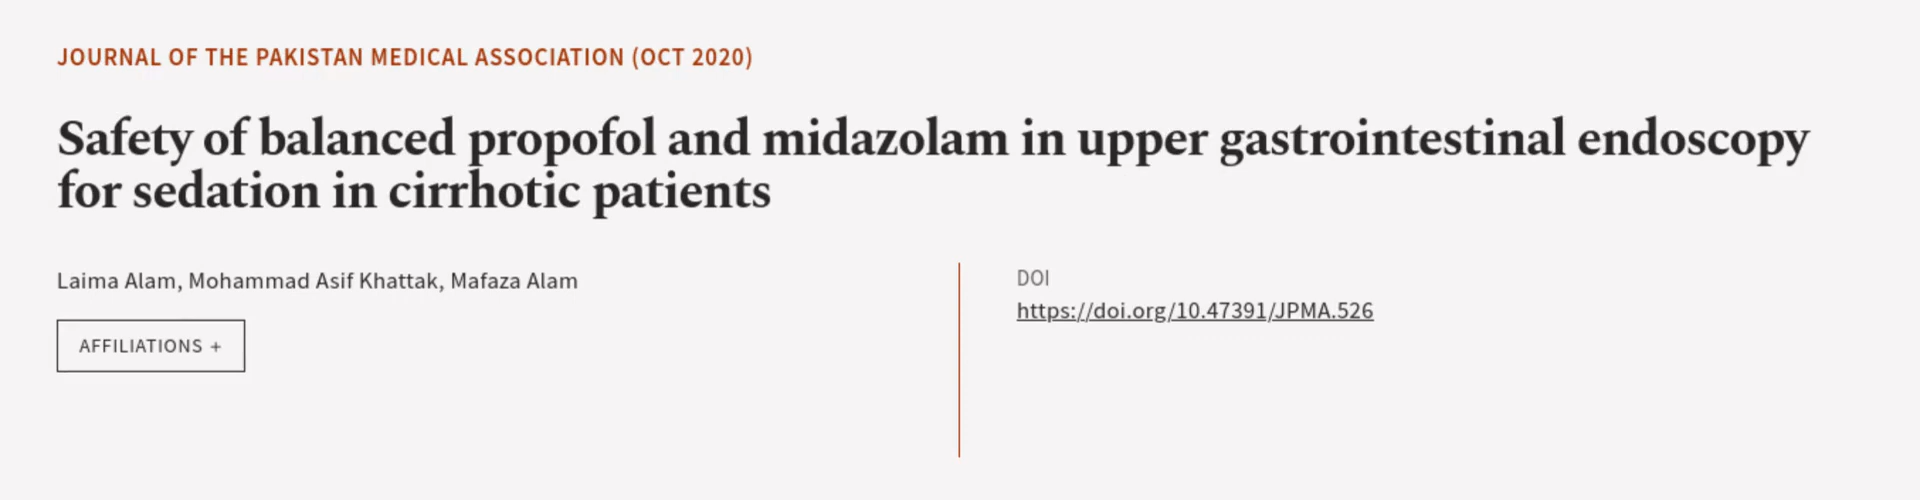 JOURNAL OF THE PAKISTAN MEDICAL ASSOCIATION (OCT 2020)
Safety of balanced propofol and midazolam in upper gastrointestinal endoscopy
for sedation in cirrhotic patients
Laima Alam, Mohammad Asif Khattak, Mafaza Alam
AFFILIATIONS +
DOI
https://doi.org/10.47391/JPMA.526